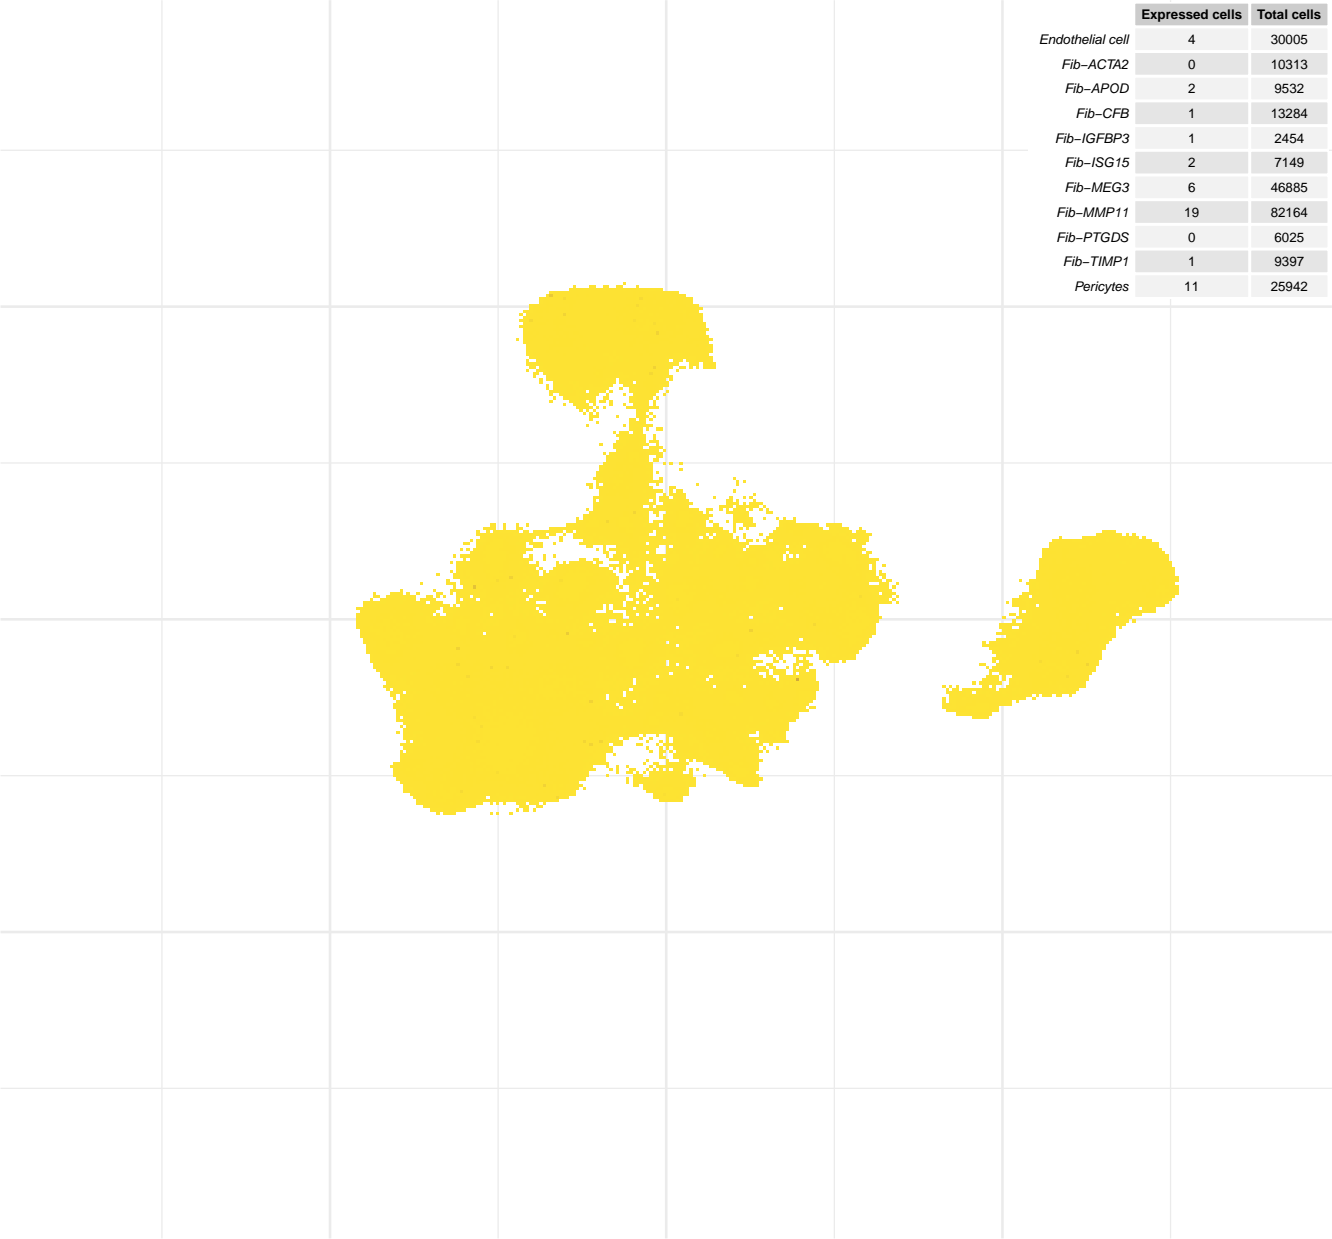 Expressed cells Total cells
Endothelial cell 4 30005
Fib−ACTA2 0 10313
Fib−APOD 2 9532
Fib−CFB 1 13284
Fib−IGFBP3 1 2454
Fib−ISG15 2 7149
Fib−MEG3 6 46885
Fib−MMP11 19 82164
Fib−PTGDS 0 6025
Fib−TIMP1 1 9397
Pericytes 11 25942